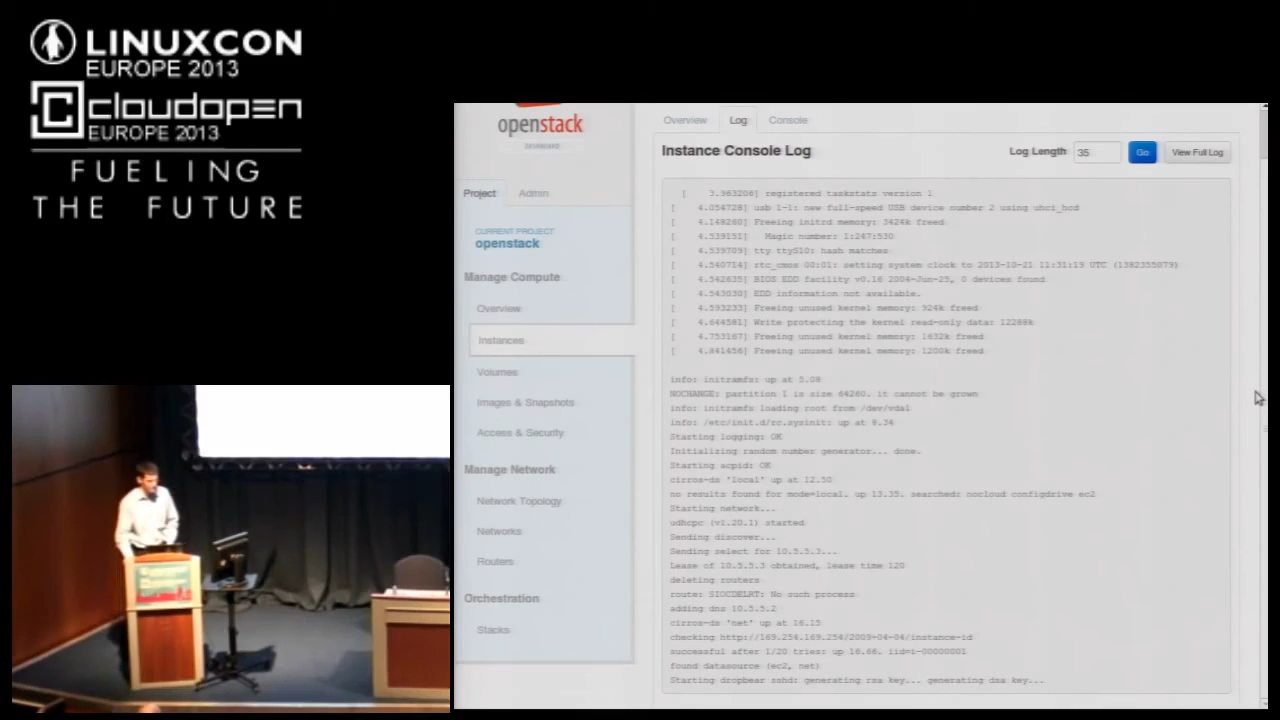 LINUXCON
EUROPE 2013
cloudopen
EUROPE 2013
FUELING
THE FUTURE
openstack
DASHBOARD
Project
Admin
CURRENT PROJECT
openstack
Manage Compute
Overview
Instances
Volumes
Images & Snapshots
Access & Security
Manage Network
Network Topology
Networks
Routers
Orchestration
Stacks
Overview
Log
Console
Instance Console Log
Log Length
35
Go
View Full Log
[ 3.963206] registered taskstats version 1
[ 4.054728] usb 1-1: new full-speed USB device number 2 using uhci_hcd
[ 4.148260] Freeing initrd memory: 3424k freed
[ 4.539151] Magic number: 1:247:530
[ 4.539709] tty ttyS10: hash matches
[ 4.540714] rtc_cmos 00:01: setting system clock to 2013-10-21 11:31:19 UTC (1382355079)
[ 4.542635] BIOS EDD facility v0.16 2004-Jun-25, 0 devices found
[ 4.543030] EDD information not available.
[ 4.593233] Freeing unused kernel memory: 924k freed
[ 4.644581] Write protecting the kernel read-only data: 12288k
[ 4.753167] Freeing unused kernel memory: 1632k freed
[ 4.841456] Freeing unused kernel memory: 1200k freed
info: initramfs: up at 5.08
NOCHANGE: partition 1 is size 64260. it cannot be grown
info: initramfs loading root from /dev/vda1
info: /etc/init.d/rc.sysinit: up at 8.34
Starting logging: OK
Initializing random number generator... done.
Starting acpid: OK
cirros-ds 'local' up at 12.50
no results found for mode=local. up 13.35. searched: nocloud configdrive ec2
Starting network...
udhcpc (v1.20.1) started
Sending discover...
Sending select for 10.5.5.3...
Lease of 10.5.5.3 obtained, lease time 120
deleting routers
route: SIOCDELRT: No such process
adding dns 10.5.5.2
cirros-ds 'net' up at 16.15
checking http://169.254.169.254/2009-04-04/instance-id
successful after 1/20 tries: up 16.66. iid=i-00000001
found datasource (ec2, net)
Starting dropbear sshd: generating rsa key... generating dsa key...